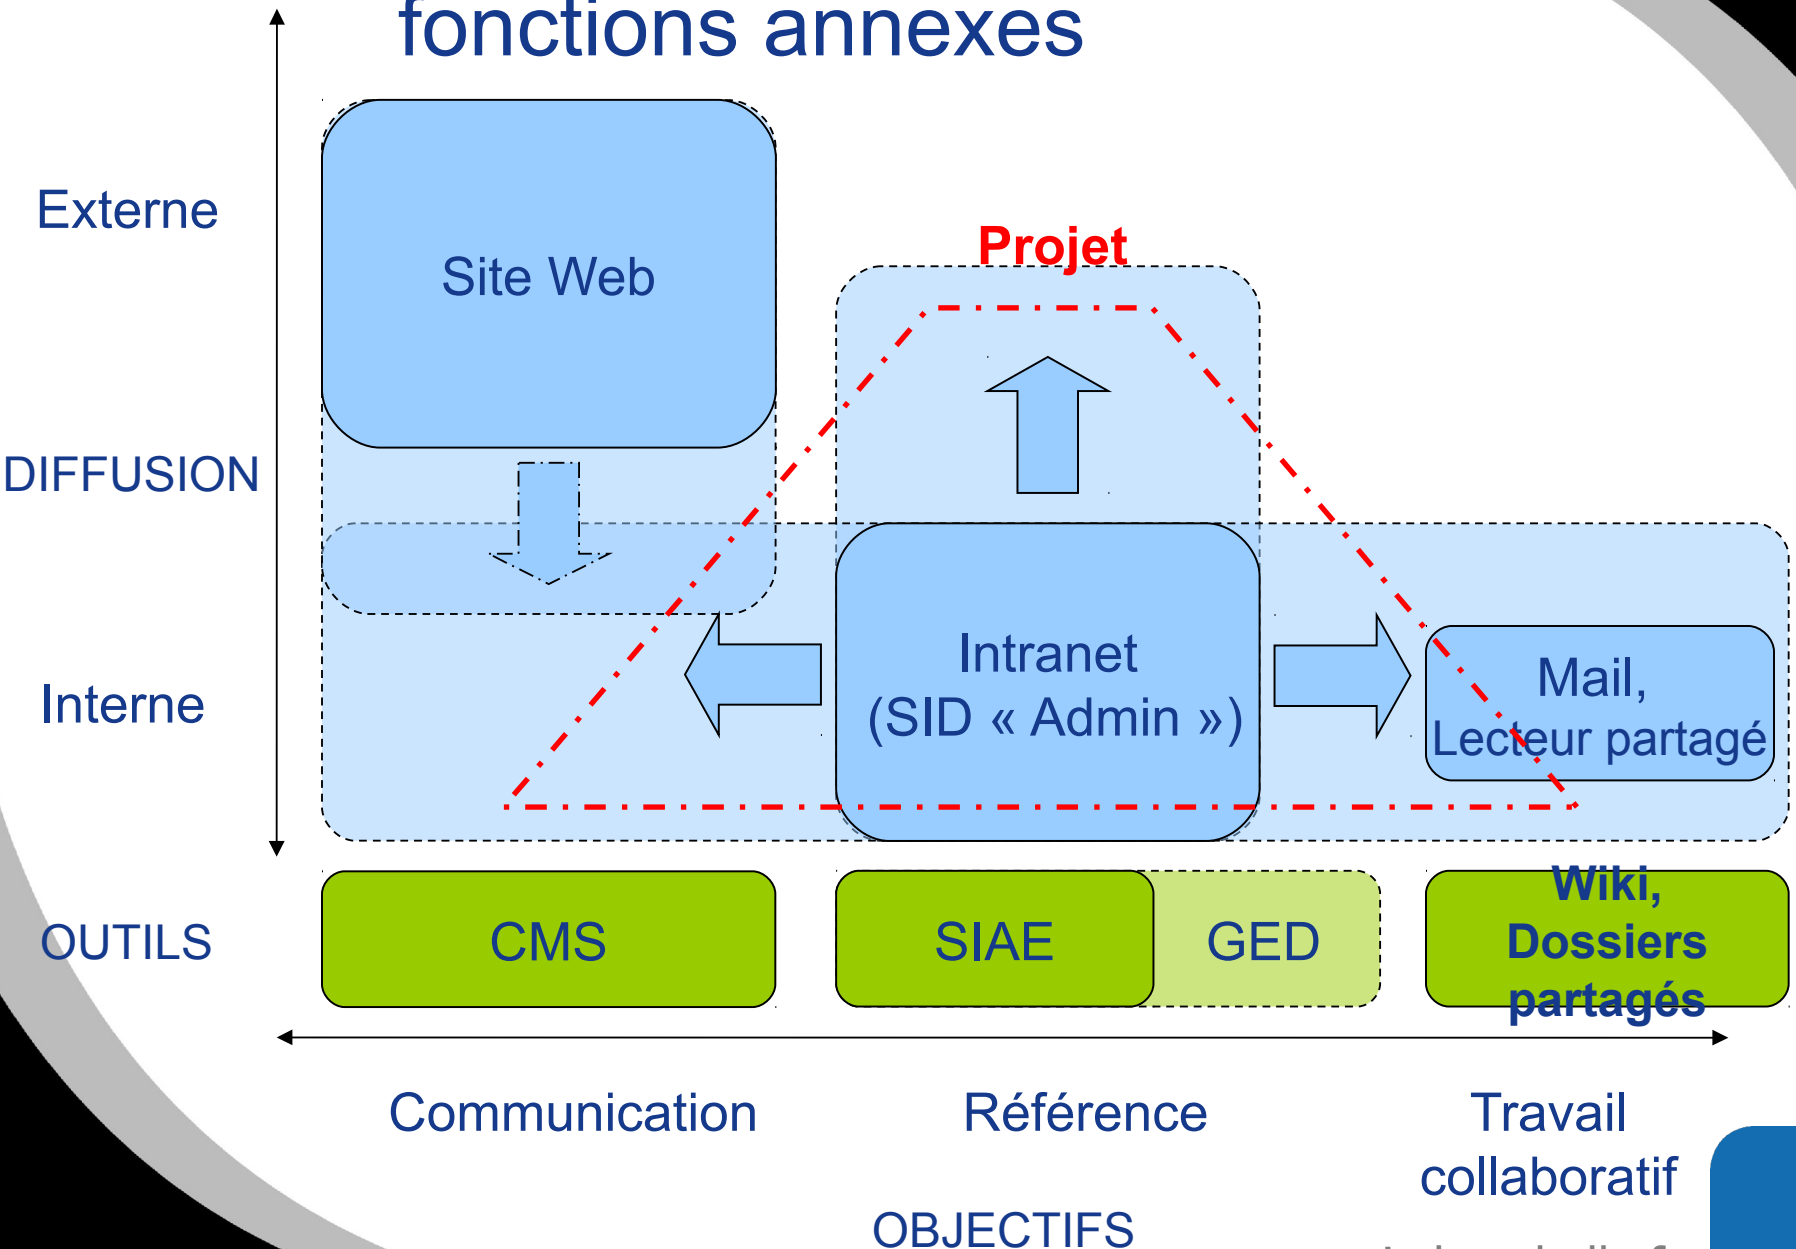 fonctions annexes
Externe
Site Web
Projet
DIFFUSION
Interne
Intranet
(SID « Admin »)
Mail,
Lecteur partagé
OUTILS
CMS
SIAE
GED
Wiki,
Dossiers
partagés
Communication
Référence
Travail
collaboratif
OBJECTIFS